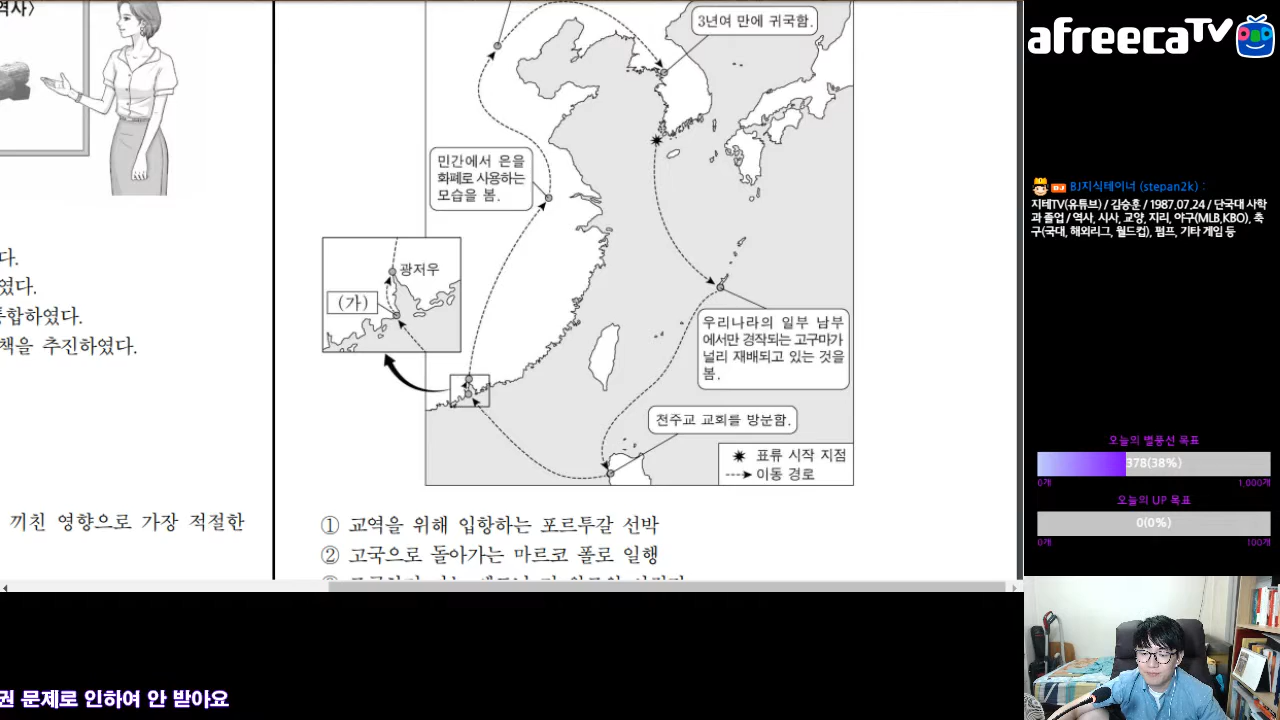 역사〉
다.
였다.
통합하였다.
책을 추진하였다.
끼친 영향으로 가장 적절한
3년여 만에 귀국함.
민간에서 은을
화폐로 사용하는
모습을 봄.
광저우
(가)
우리나라의 일부 남부
에서만 경작되는 고구마가
널리 재배되고 있는 것을
봄.
천주교 교회를 방문함.
표류 시작 지점
이동 경로
① 교역을 위해 입항하는 포르투갈 선박
② 고국으로 돌아가는 마르코 폴로 일행
afreecaTV
BJ지식테이너 (stepan2k) :
지테TV(유튜브) / 김승훈 / 1987.07.24 / 단국대 사학
과 졸업 / 역사, 시사, 교양, 지리, 야구(MLB,KBO), 축
구(국대, 해외리그, 월드컵), 펌프, 기타 게임 등
오늘의 별풍선 목표
378(38%)
0개 1,000개
오늘의 UP 목표
0(0%)
0개 100개
권 문제로 인하여 안 받아요